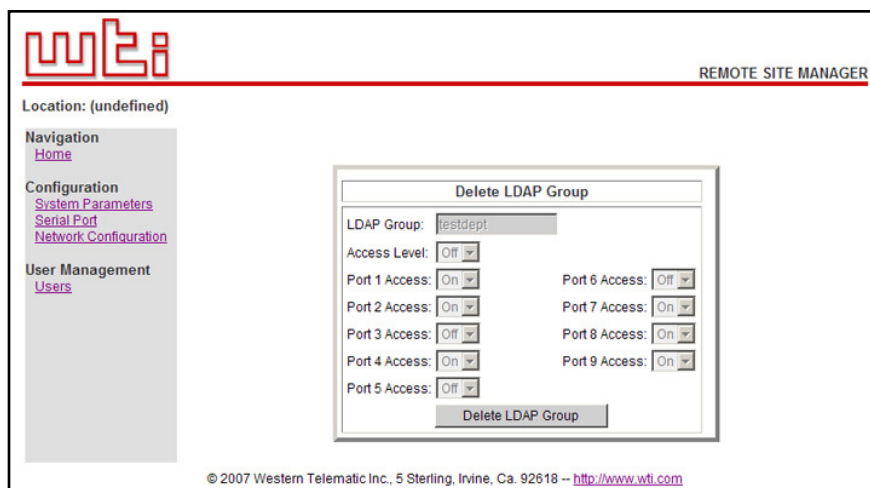 wti
REMOTE SITE MANAGER
Location: (undefined)
Navigation
Home
Configuration
System Parameters
Serial Port
Network Configuration
User Management
Users
Delete LDAP Group
LDAP Group: testdept
Access Level: Off
Port 1 Access: On
Port 2 Access: On
Port 3 Access: Off
Port 4 Access: On
Port 5 Access: Off
Port 6 Access: Off
Port 7 Access: On
Port 8 Access: On
Port 9 Access: On
Delete LDAP Group
© 2007 Western Telematic Inc., 5 Sterling, Irvine, Ca. 92618 -- http://www.wti.com